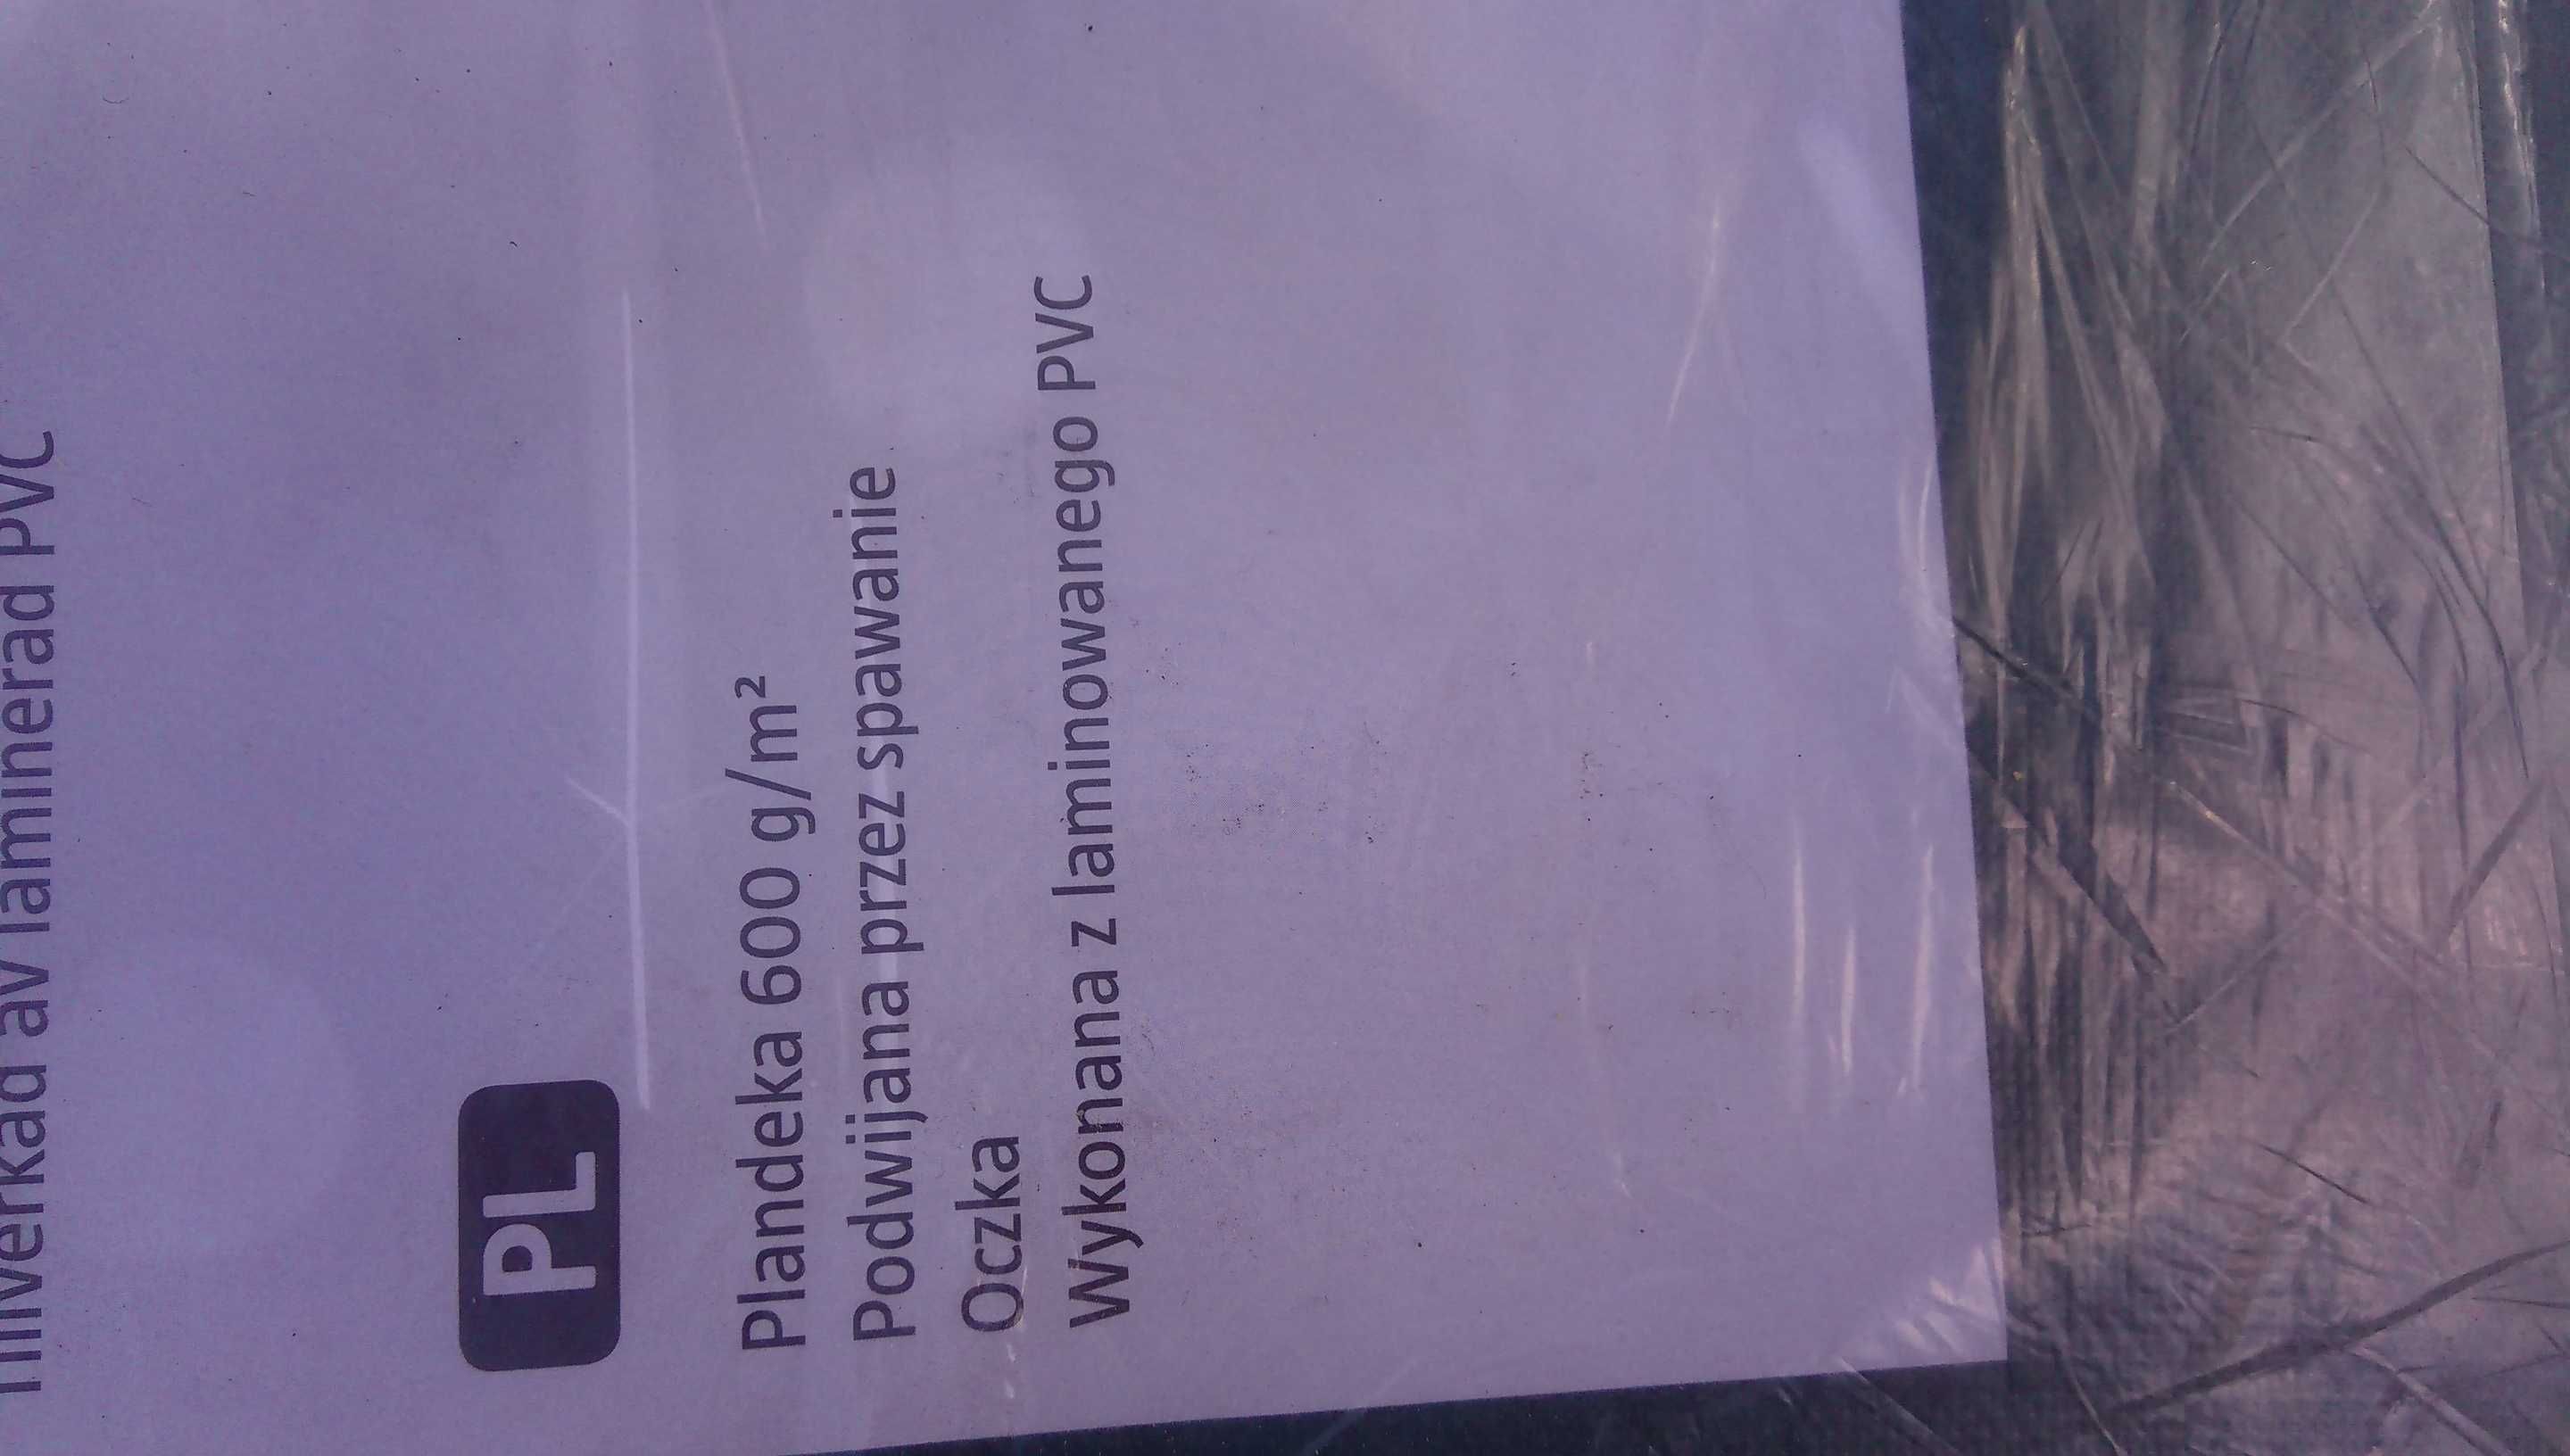 Tillverkad av laminerad PVC
PL
Plandeka 600 g/m²
Podwijana przez spawanie
Oczka
Wykonana z laminowanego PVC